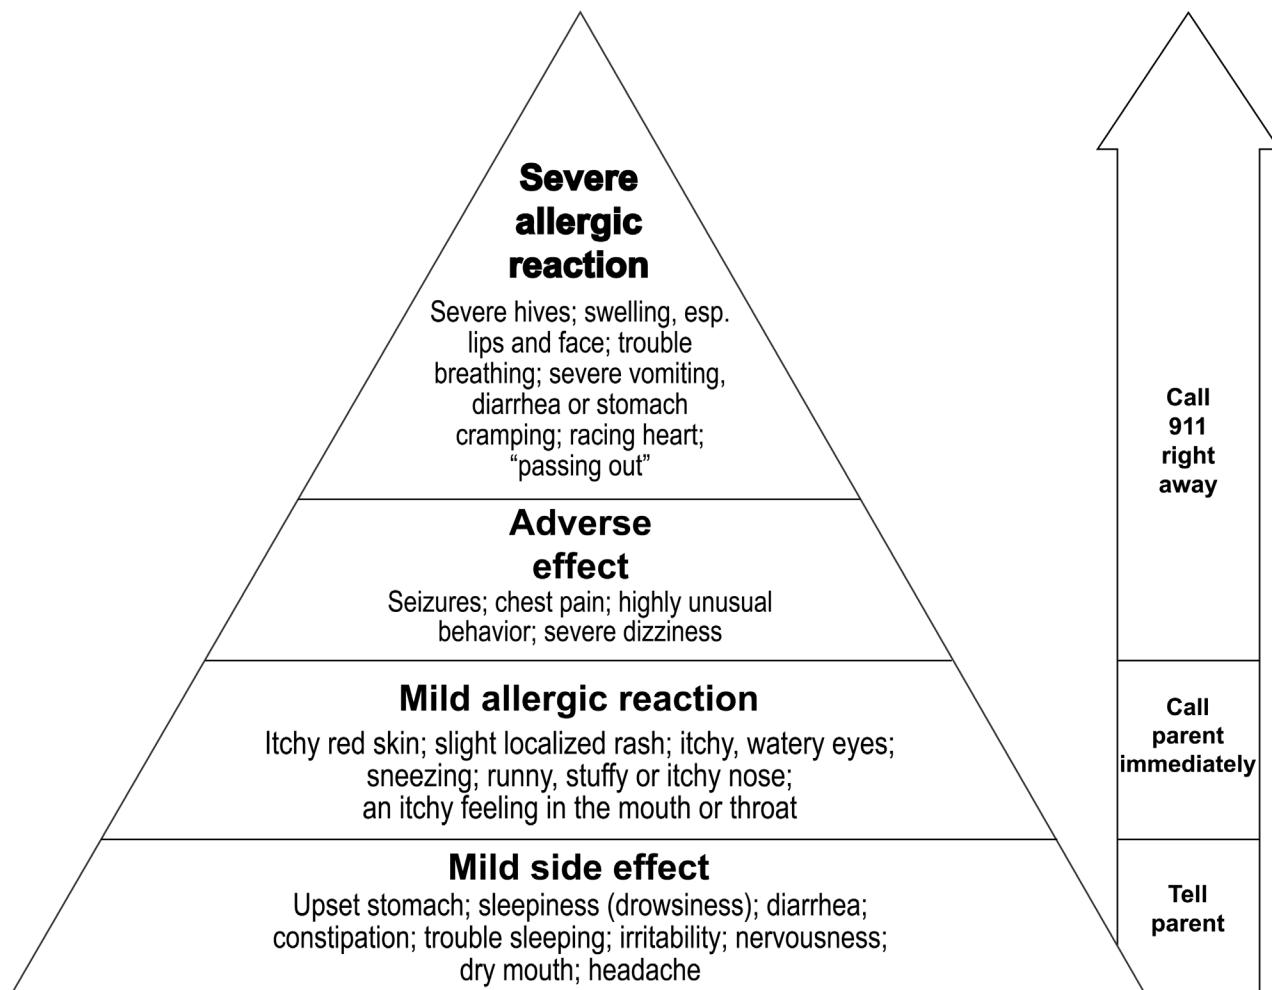 Severe
allergic
reaction
Severe hives; swelling, esp.
lips and face; trouble
breathing; severe vomiting,
diarrhea or stomach
cramping; racing heart;
“passing out”
Adverse
effect
Seizures; chest pain; highly unusual
behavior; severe dizziness
Mild allergic reaction
Itchy red skin; slight localized rash; itchy, watery eyes;
sneezing; runny, stuffy or itchy nose;
an itchy feeling in the mouth or throat
Mild side effect
Upset stomach; sleepiness (drowsiness); diarrhea;
constipation; trouble sleeping; irritability; nervousness;
dry mouth; headache
Call
911
right
away
Call
parent
immediately
Tell
parent